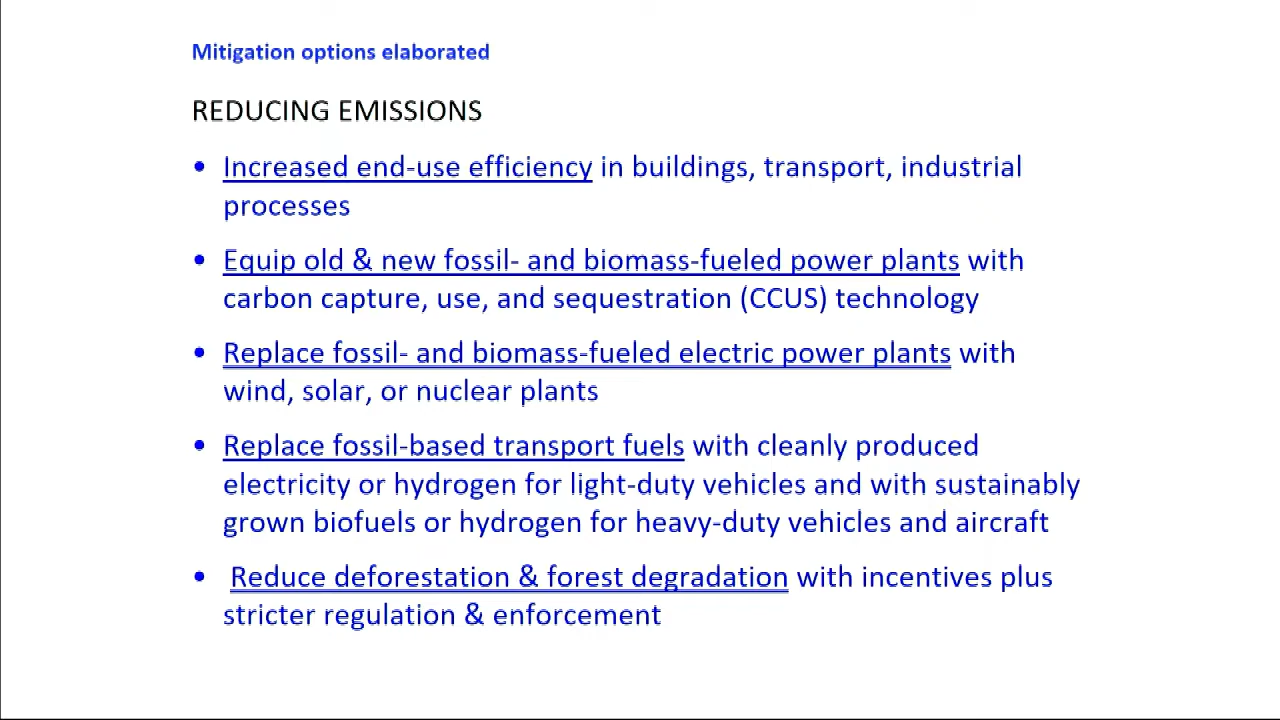 Mitigation options elaborated
REDUCING EMISSIONS
• Increased end-use efficiency in buildings, transport, industrial
processes
• Equip old & new fossil- and biomass-fueled power plants with
carbon capture, use, and sequestration (CCUS) technology
• Replace fossil- and biomass-fueled electric power plants with
wind, solar, or nuclear plants
• Replace fossil-based transport fuels with cleanly produced
electricity or hydrogen for light-duty vehicles and with sustainably
grown biofuels or hydrogen for heavy-duty vehicles and aircraft
• Reduce deforestation & forest degradation with incentives plus
stricter regulation & enforcement